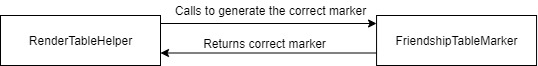 Calls to generate the correct marker
RenderTableHelper
FriendshipTableMarker
Returns correct marker